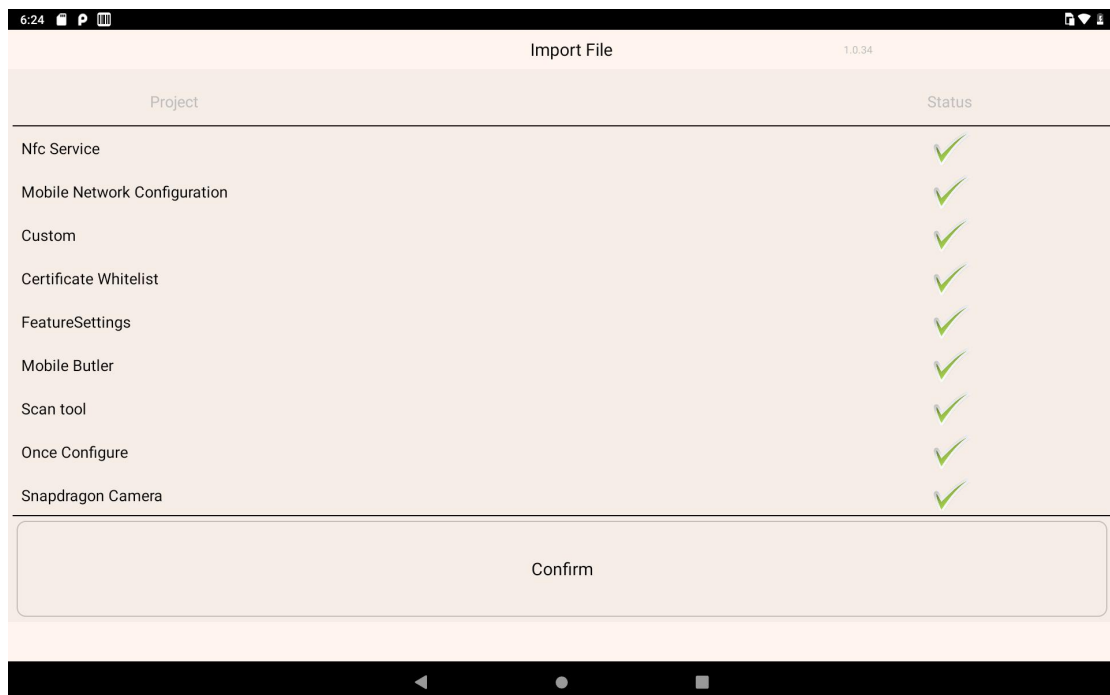 6:24
Import File 1.0.34
Project Status
Nfc Service
Mobile Network Configuration
Custom
Certificate Whitelist
FeatureSettings
Mobile Butler
Scan tool
Once Configure
Snapdragon Camera
Confirm